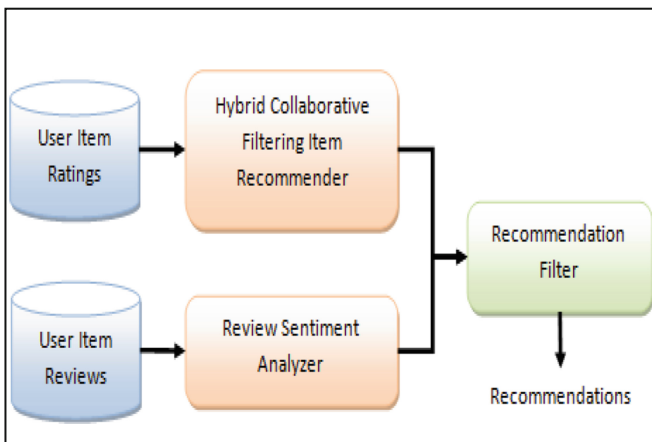 User Item
Ratings
Hybrid Collaborative
Filtering Item
Recommender
Recommendation
Filter
User Item
Reviews
Review Sentiment
Analyzer
Recommendations